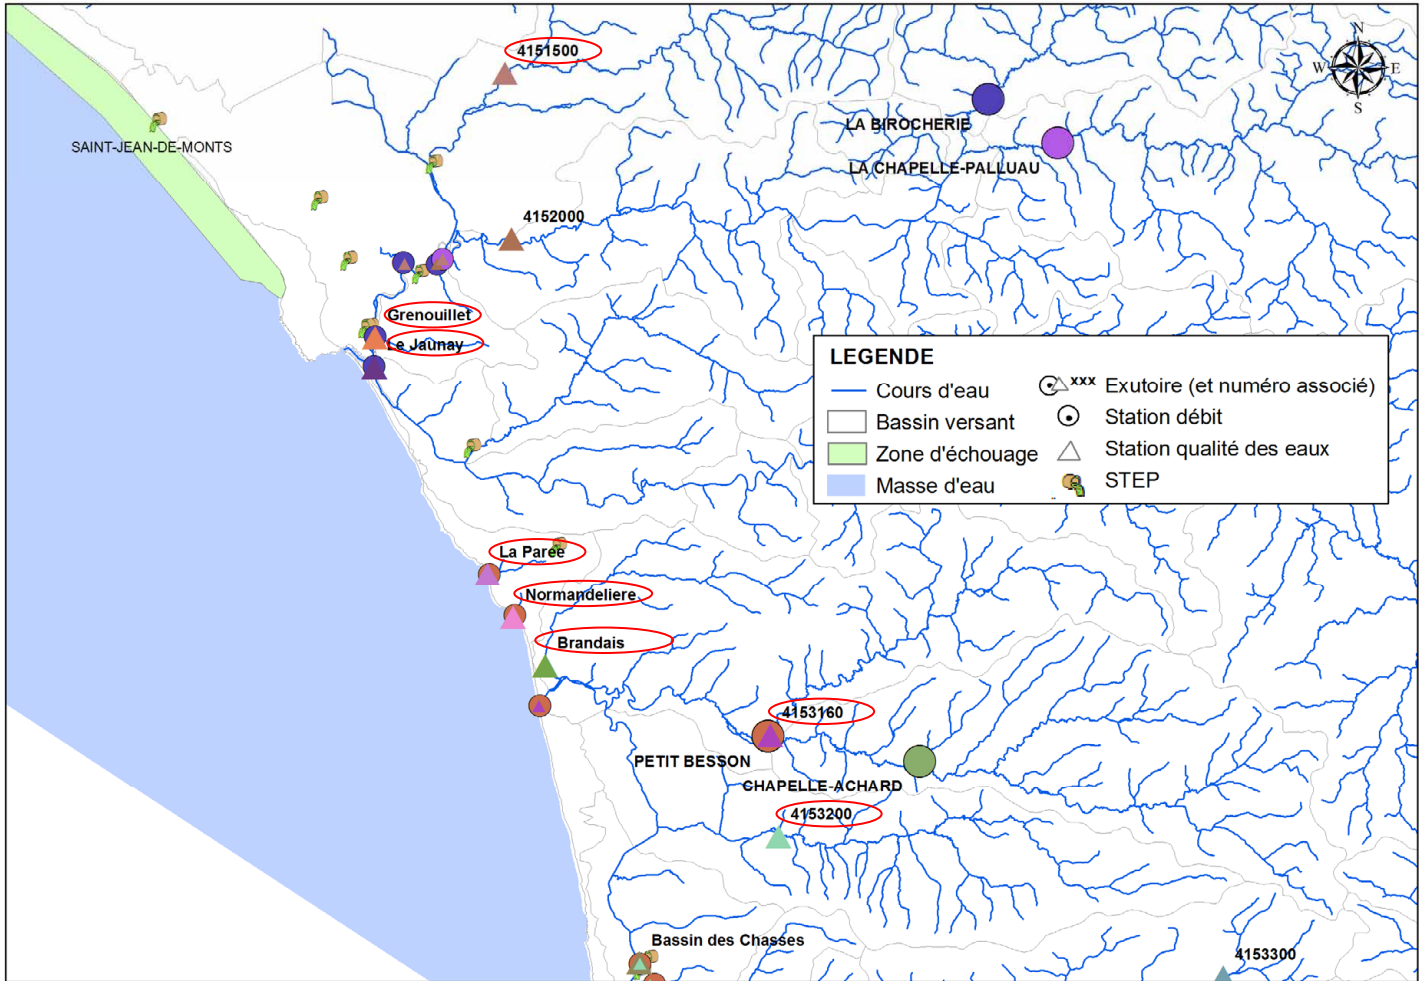 4151500
N
W
E
S
LA BIROCHERIE
SAINT-JEAN-DE-MONTS
LA CHAPELLE-PALLUAU
4152000
Grenouillet
Le Jaunay
LEGENDE
Cours d'eau
Bassin versant
Zone d'échouage
Masse d'eau
xxx Exutoire (et numéro associé)
Station débit
Station qualité des eaux
STEP
La Paree
Normandeliere
Brandais
4153160
PETIT BESSON
CHAPELLE-ACHARD
4153200
Bassin des Chasses
4153300